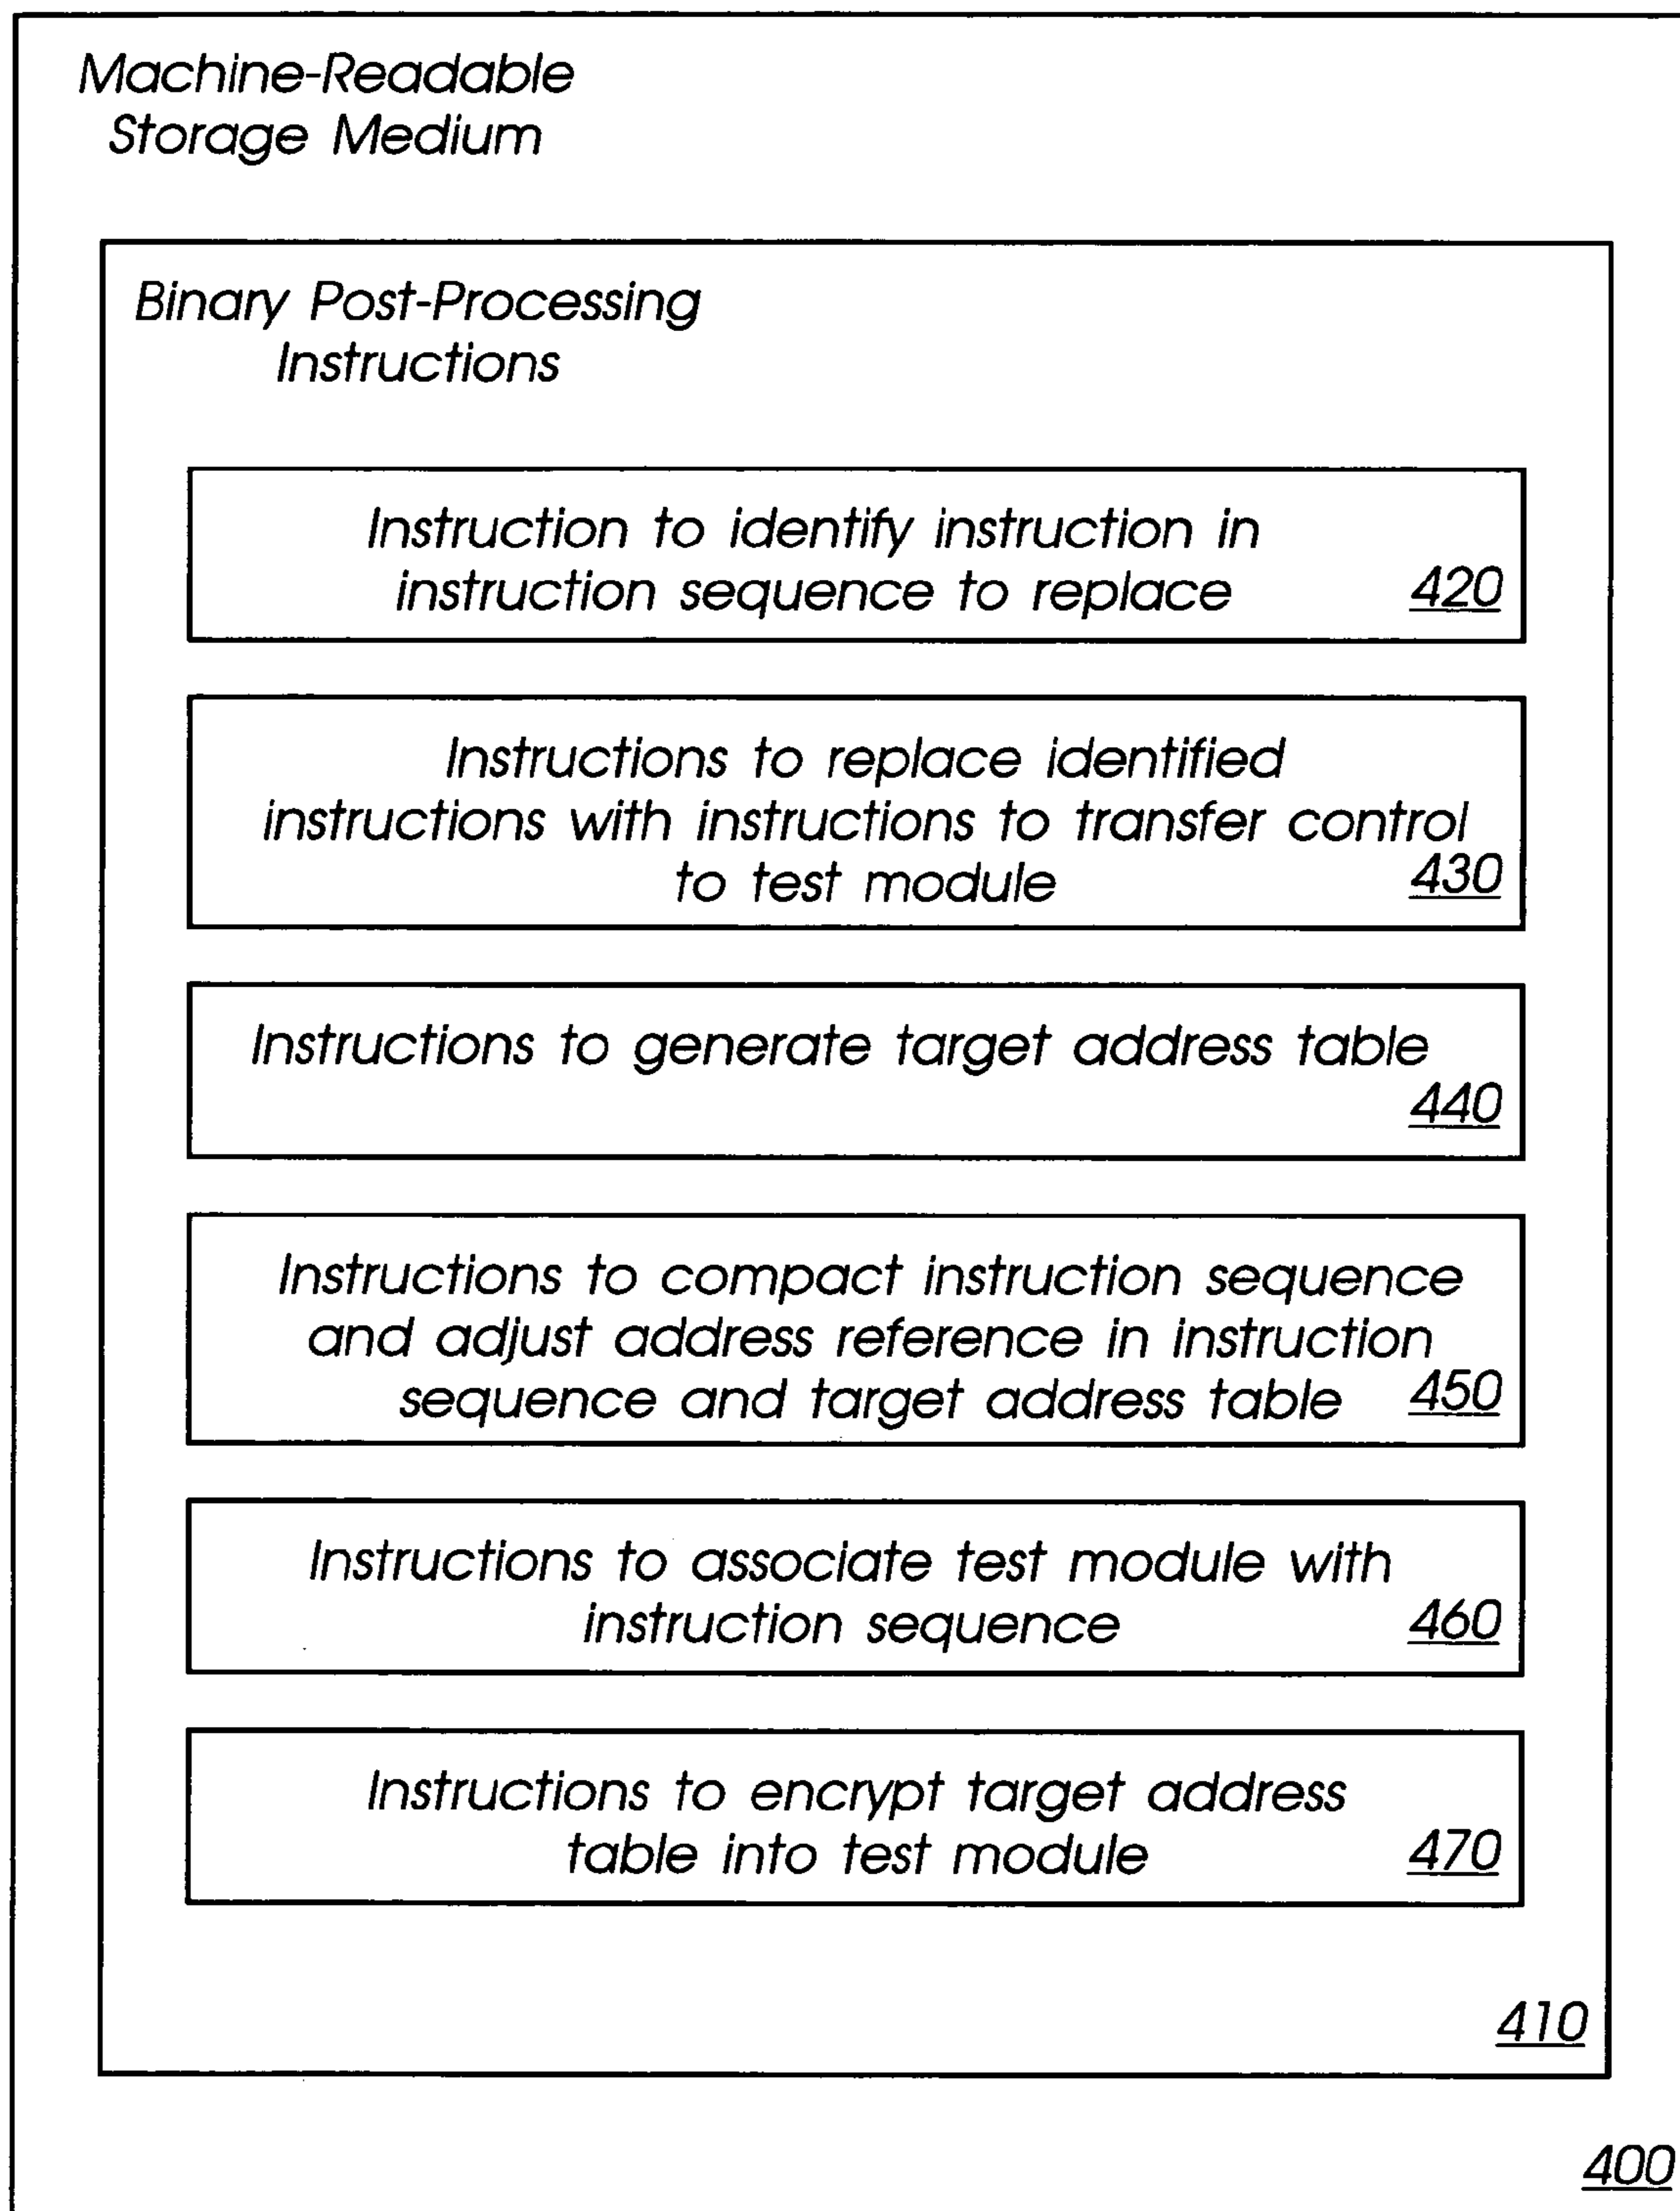 Machine-Readable
Storage Medium
Binary Post-Processing
Instructions
Instruction to identify instruction in
instruction sequence to replace 420
Instructions to replace identified
instructions with instructions to transfer control
to test module 430
Instructions to generate target address table
440
Instructions to compact instruction sequence
and adjust address reference in instruction
sequence and target address table 450
Instructions to associate test module with
instruction sequence 460
Instructions to encrypt target address
table into test module 470
410
400